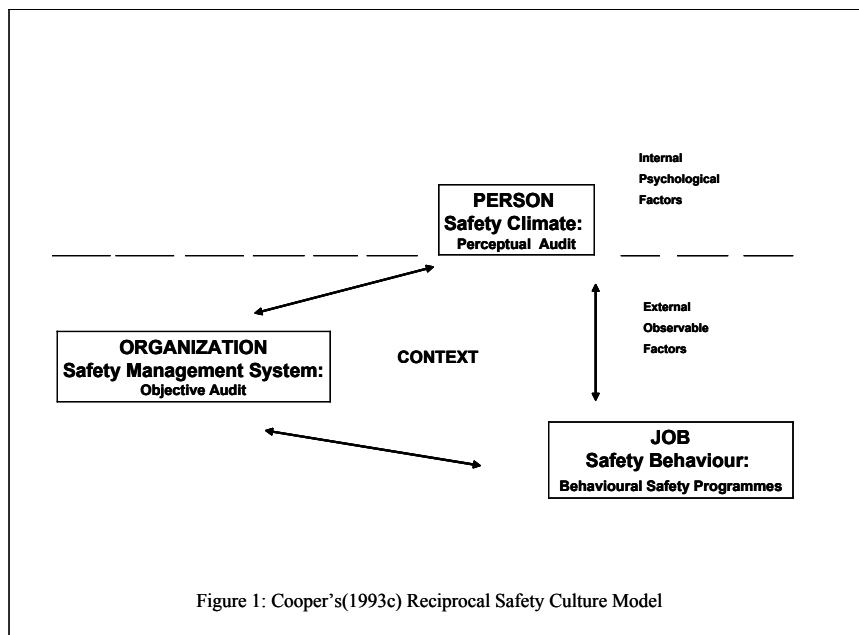 Internal
Psychological
Factors
PERSON
Safety Climate:
Perceptual Audit
External
Observable
Factors
ORGANIZATION
Safety Management System:
Objective Audit
CONTEXT
JOB
Safety Behaviour:
Behavioural Safety Programmes
Figure 1: Cooper's(1993c) Reciprocal Safety Culture Model